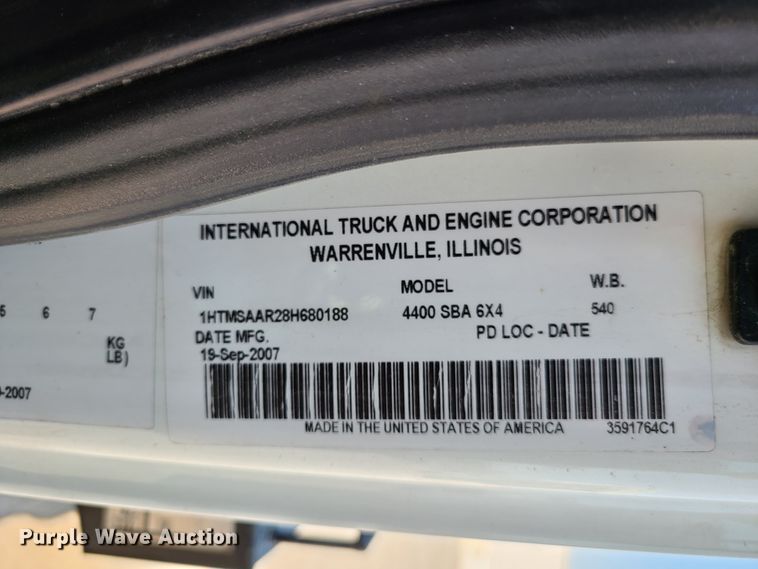 INTERNATIONAL TRUCK AND ENGINE CORPORATION
WARRENVILLE, ILLINOIS
VIN MODEL W.B.
1HTMSAAR28H680188 4400 SBA 6X4 540
DATE MFG. PD LOC - DATE
19-Sep-2007
MADE IN THE UNITED STATES OF AMERICA 3591764C1
5 6 7
KG
LB)
-2007
Purple Wave Auction